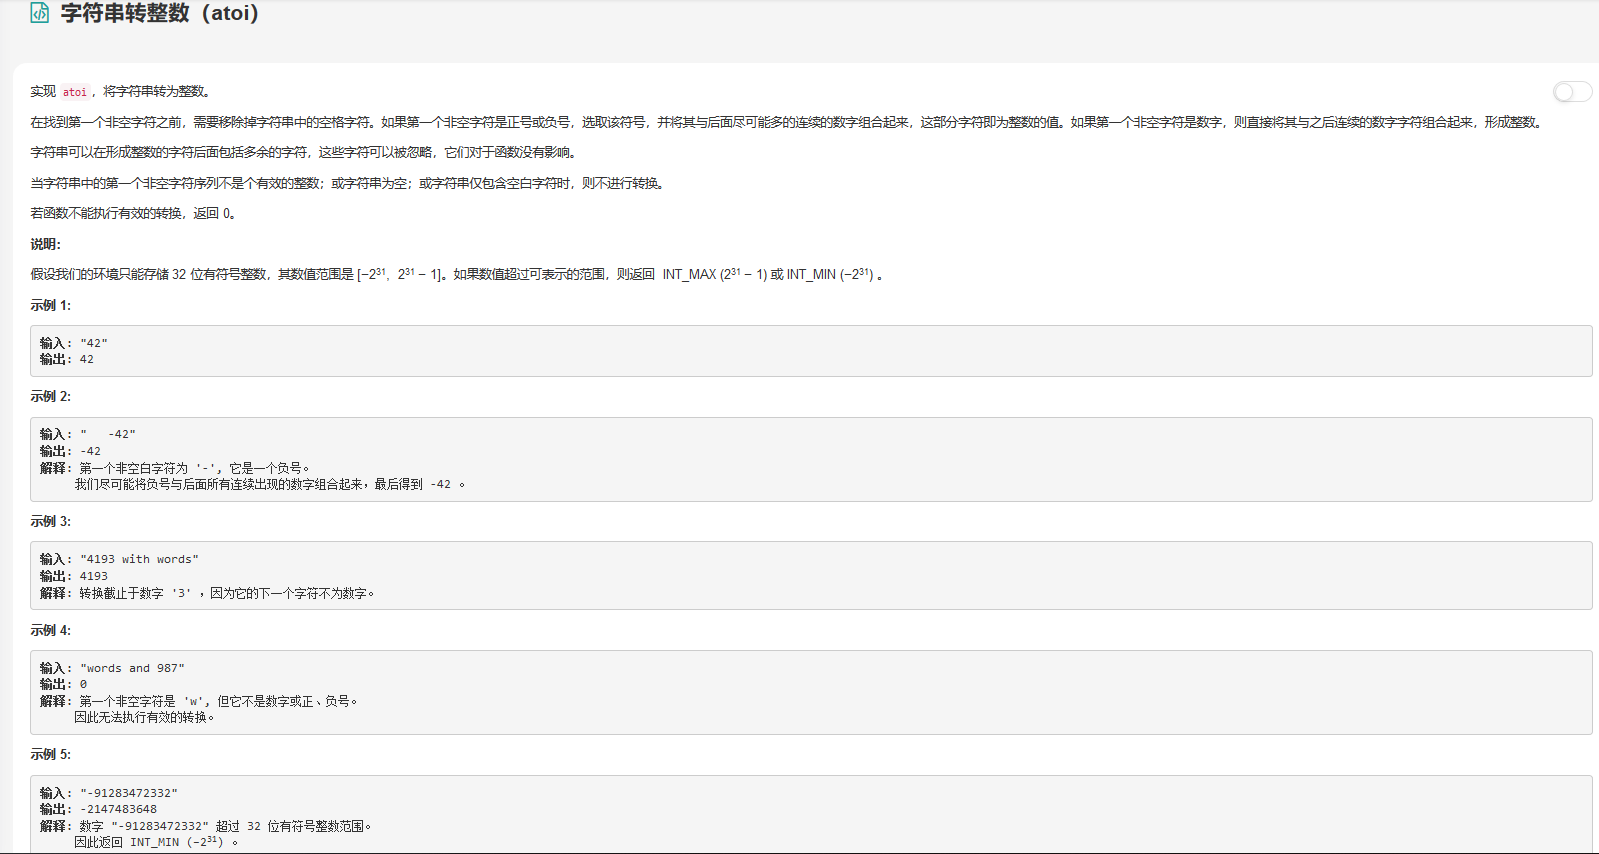 字符串转整数（atoi）
实现 atoi，将字符串转为整数。
在找到第一个非空字符之前，需要移除掉字符串中的空格字符。如果第一个非空字符是正号或负号，选取该符号，并将其与后面尽可能多的连续的数字组合起来，这部分字符即为整数的值。如果第一个非空字符是数字，则直接将其与之后连续的数字字符组合起来，形成整数。
字符串可以在形成整数的字符后面包括多余的字符，这些字符可以被忽略，它们对于函数没有影响。
当字符串中的第一个非空字符序列不是个有效的整数；或字符串为空；或字符串仅包含空白字符时，则不进行转换。
若函数不能执行有效的转换，返回 0。
说明：
假设我们的环境只能存储 32 位有符号整数，其数值范围是 [−2³¹, 2³¹ − 1]。如果数值超过可表示的范围，则返回 INT_MAX (2³¹ − 1) 或 INT_MIN (−2³¹) 。
示例 1:
输入: "42"
输出: 42
示例 2:
输入: "   -42"
输出: -42
解释: 第一个非空白字符为 '-', 它是一个负号。
我们尽可能将负号与后面所有连续出现的数字组合起来，最后得到 -42 。
示例 3:
输入: "4193 with words"
输出: 4193
解释: 转换截止于数字 '3' ，因为它的下一个字符不为数字。
示例 4:
输入: "words and 987"
输出: 0
解释: 第一个非空字符是 'w', 但它不是数字或正、负号。
因此无法执行有效的转换。
示例 5:
输入: "-91283472332"
输出: -2147483648
解释: 数字 "-91283472332" 超过 32 位有符号整数范围。
因此返回 INT_MIN (−2³¹) 。